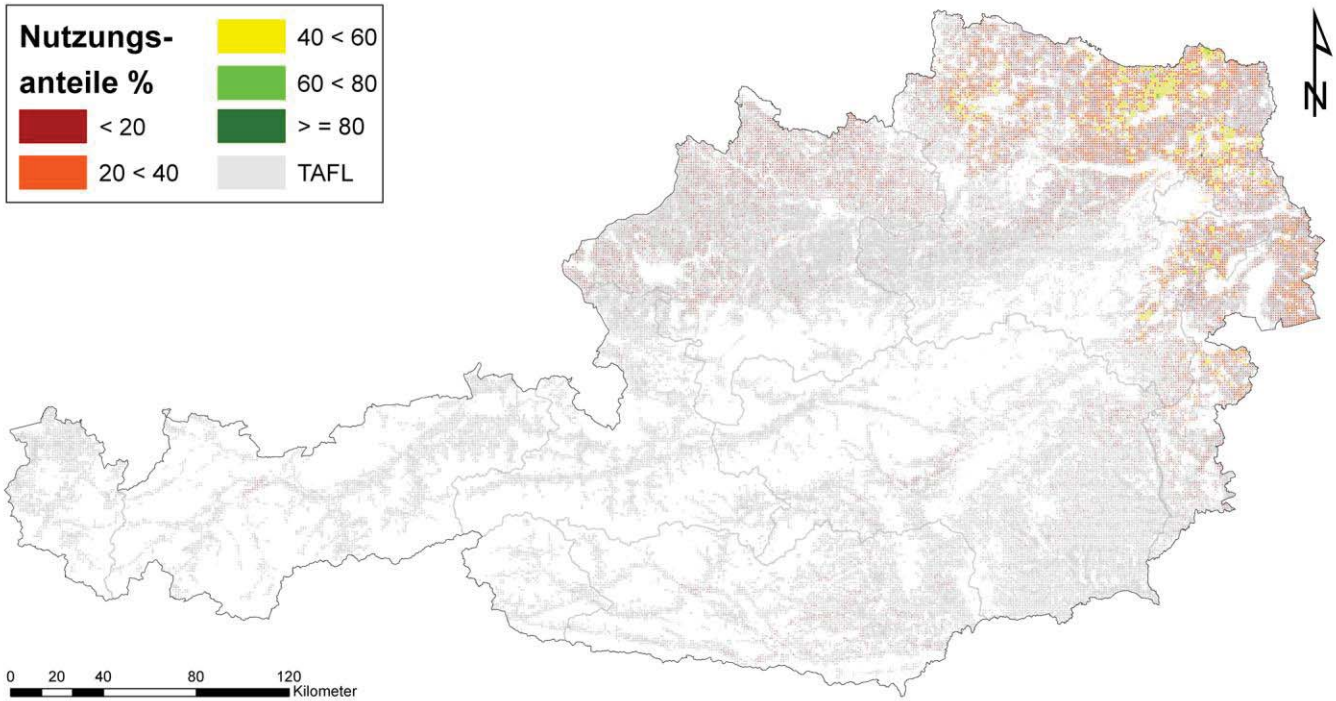 Nutzungs-
anteile %
< 20
20 < 40
40 < 60
60 < 80
> = 80
TAFL
N
0 20 40 80 120
Kilometer